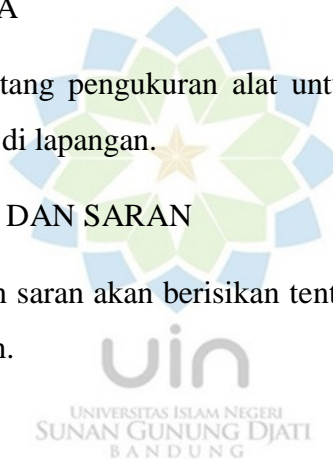 A
tang pengukuran alat unt
di lapangan.
DAN SARAN
n saran akan berisikan tent
n.
uin
UNIVERSITAS ISLAM NEGERI
SUNAN GUNUNG DJATI
BANDUNG